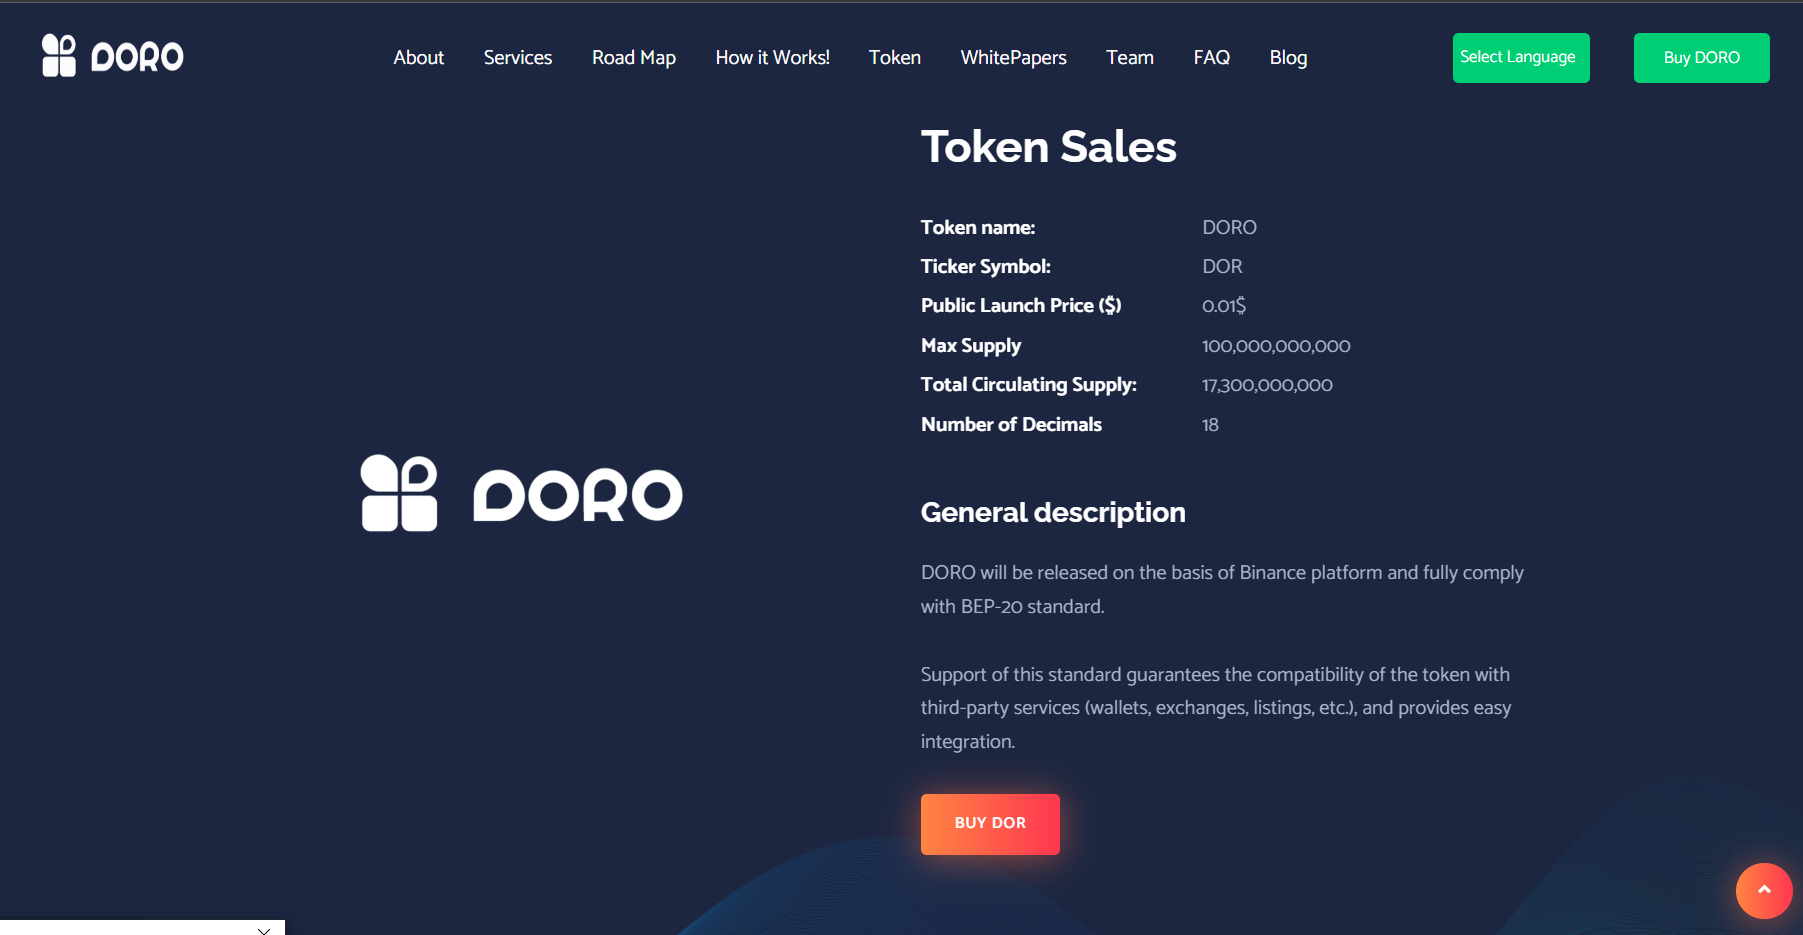 DORO
About Services Road Map How it Works! Token WhitePapers Team FAQ Blog
Select Language
Buy DORO
Token Sales
Token name: DORO
Ticker Symbol: DOR
Public Launch Price ($) 0.01$
Max Supply 100,000,000,000
Total Circulating Supply: 17,300,000,000
Number of Decimals 18
DORO
General description
DORO will be released on the basis of Binance platform and fully comply
with BEP-20 standard.
Support of this standard guarantees the compatibility of the token with
third-party services (wallets, exchanges, listings, etc.), and provides easy
integration.
BUY DOR